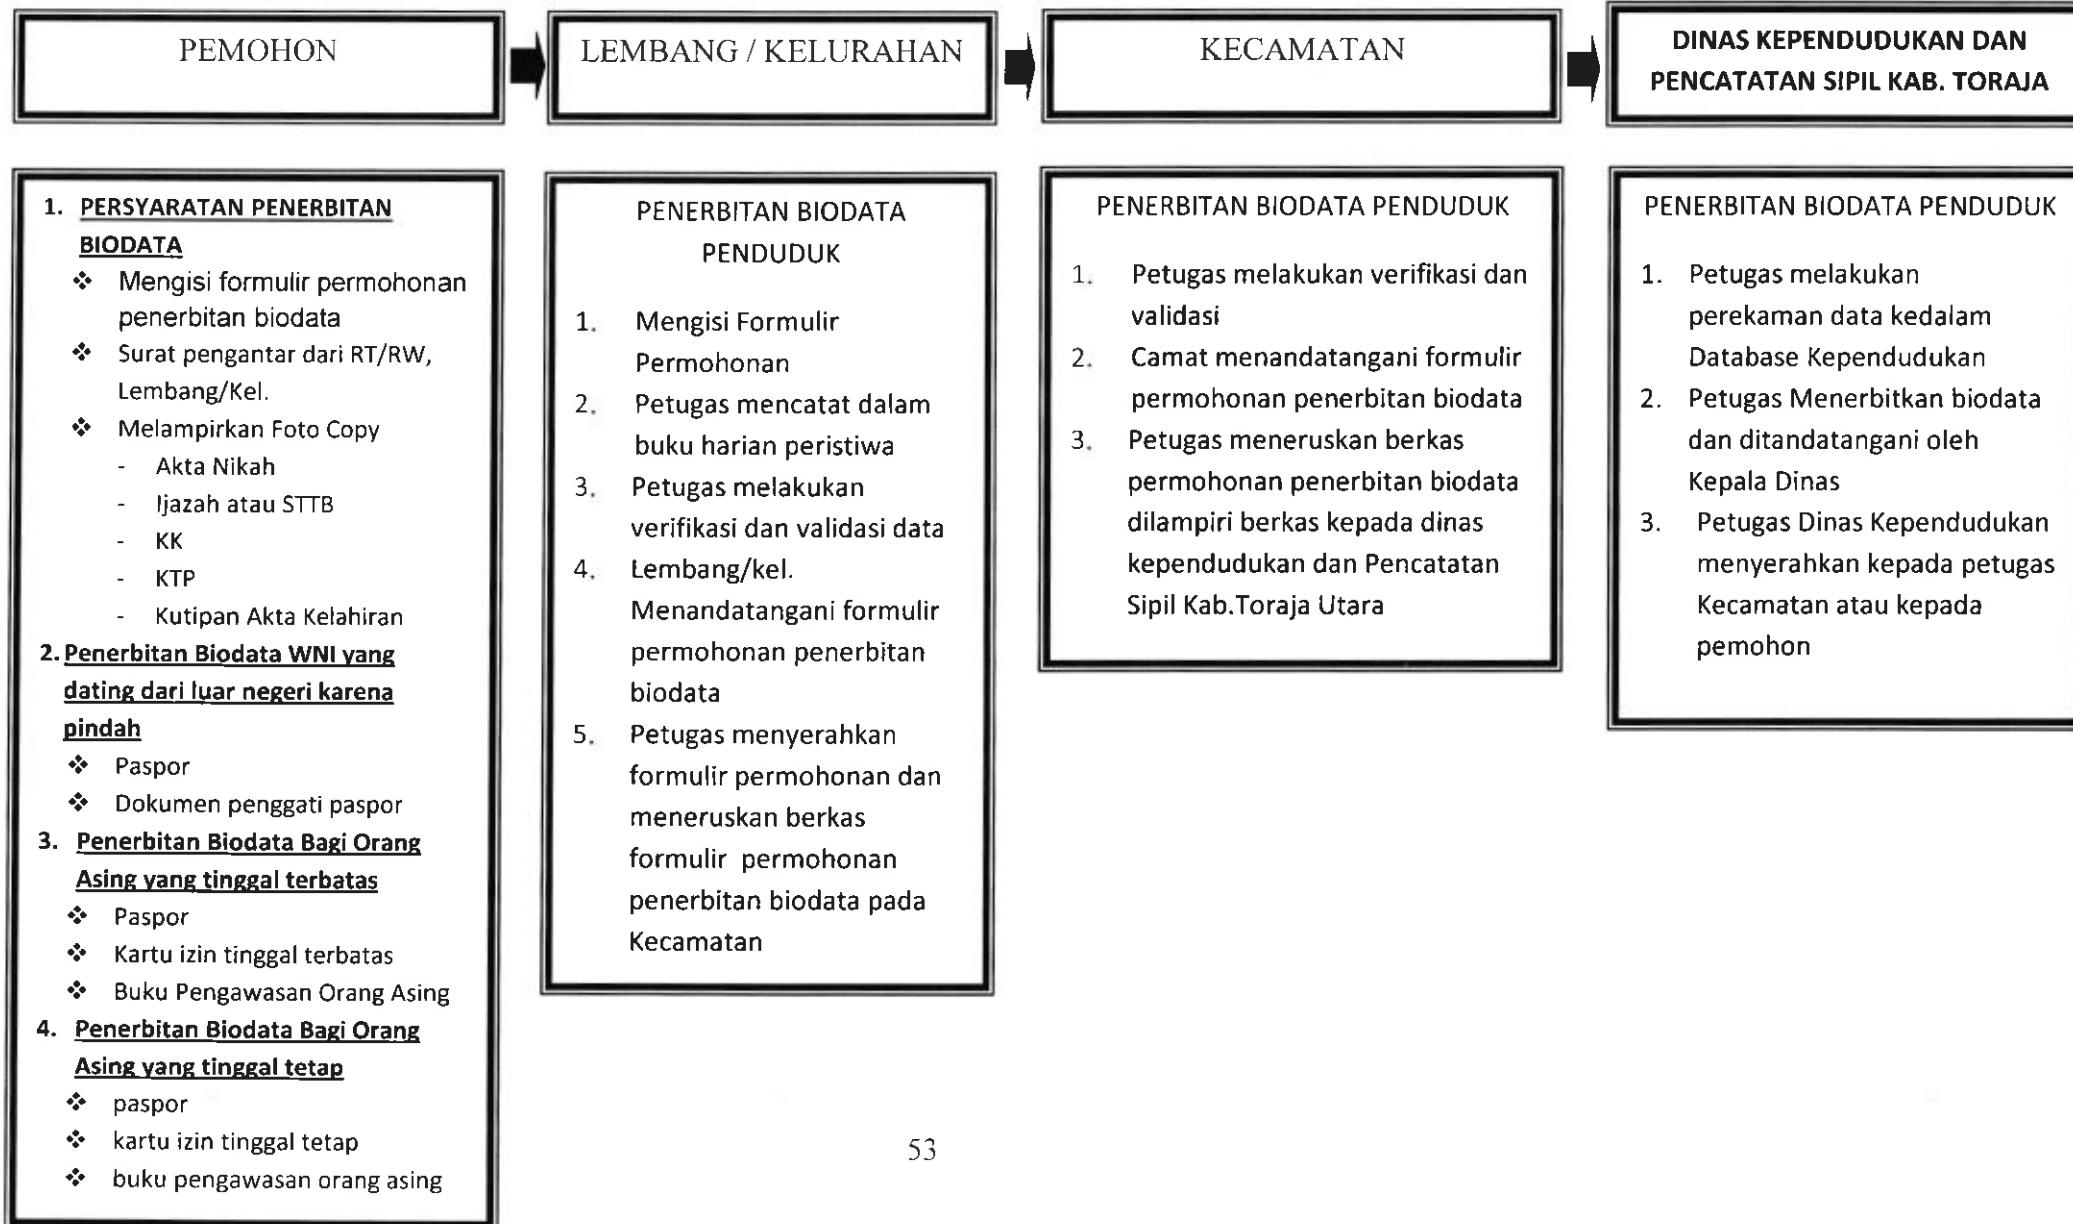 PEMOHON
LEMBANG / KELURAHAN
KECAMATAN
DINAS KEPENDUDUKAN DAN
PENCATATAN SIPIL KAB. TORAJA
1. PERSYARATAN PENERBITAN
BIODATA
❖ Mengisi formulir permohonan
penerbitan biodata
❖ Surat pengantar dari RT/RW,
Lembang/Kel.
❖ Melampirkan Foto Copy
- Akta Nikah
- Ijazah atau STTB
- KK
- KTP
- Kutipan Akta Kelahiran
2. Penerbitan Biodata WNI yang
dating dari luar negeri karena
pindah
❖ Paspor
❖ Dokumen penggati paspor
3. Penerbitan Biodata Bagi Orang
Asing yang tinggal terbatas
❖ Paspor
❖ Kartu izin tinggal terbatas
❖ Buku Pengawasan Orang Asing
4. Penerbitan Biodata Bagi Orang
Asing yang tinggal tetap
❖ paspor
❖ kartu izin tinggal tetap
❖ buku pengawasan orang asing
PENERBITAN BIODATA
PENDUDUK
1. Mengisi Formulir
Permohonan
2. Petugas mencatat dalam
buku harian peristiwa
3. Petugas melakukan
verifikasi dan validasi data
4. Lembang/kel.
Menandatangani formulir
permohonan penerbitan
biodata
5. Petugas menyerahkan
formulir permohonan dan
meneruskan berkas
formulir permohonan
penerbitan biodata pada
Kecamatan
PENERBITAN BIODATA PENDUDUK
1. Petugas melakukan verifikasi dan
validasi
2. Camat menandatangani formulir
permohonan penerbitan biodata
3. Petugas meneruskan berkas
permohonan penerbitan biodata
dilampiri berkas kepada dinas
kependudukan dan Pencatatan
Sipil Kab.Toraja Utara
PENERBITAN BIODATA PENDUDUK
1. Petugas melakukan
perekaman data kedalam
Database Kependudukan
2. Petugas Menerbitkan biodata
dan ditandatangani oleh
Kepala Dinas
3. Petugas Dinas Kependudukan
menyerahkan kepada petugas
Kecamatan atau kepada
pemohon
53